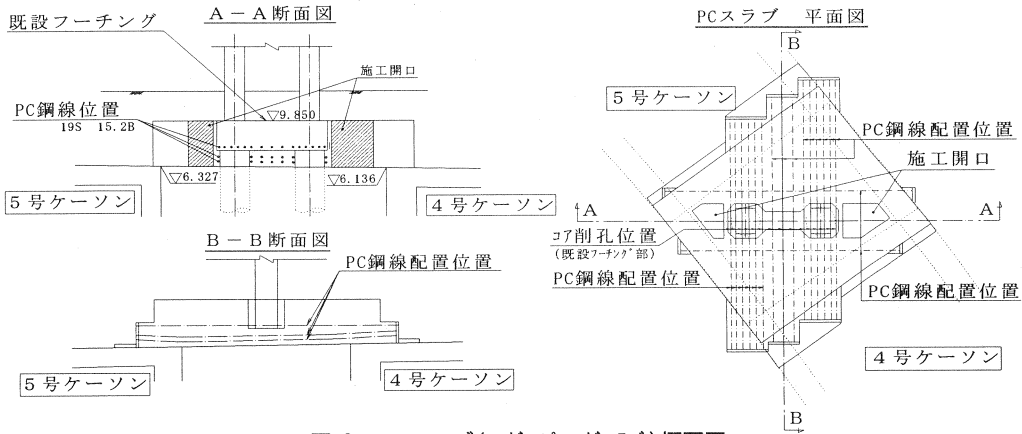 A－A断面図
既設フーチング
施工開口
PC鋼線位置
19S 15.2B
▽9.850
▽6.327
▽6.136
5号ケーソン
4号ケーソン
B－B断面図
PC鋼線配置位置
5号ケーソン
4号ケーソン
PCスラブ 平面図
B
5号ケーソン
PC鋼線配置位置
施工開口
A
A
コア削孔位置
(既設フーチング部)
PC鋼線配置位置
PC鋼線配置位置
4号ケーソン
B